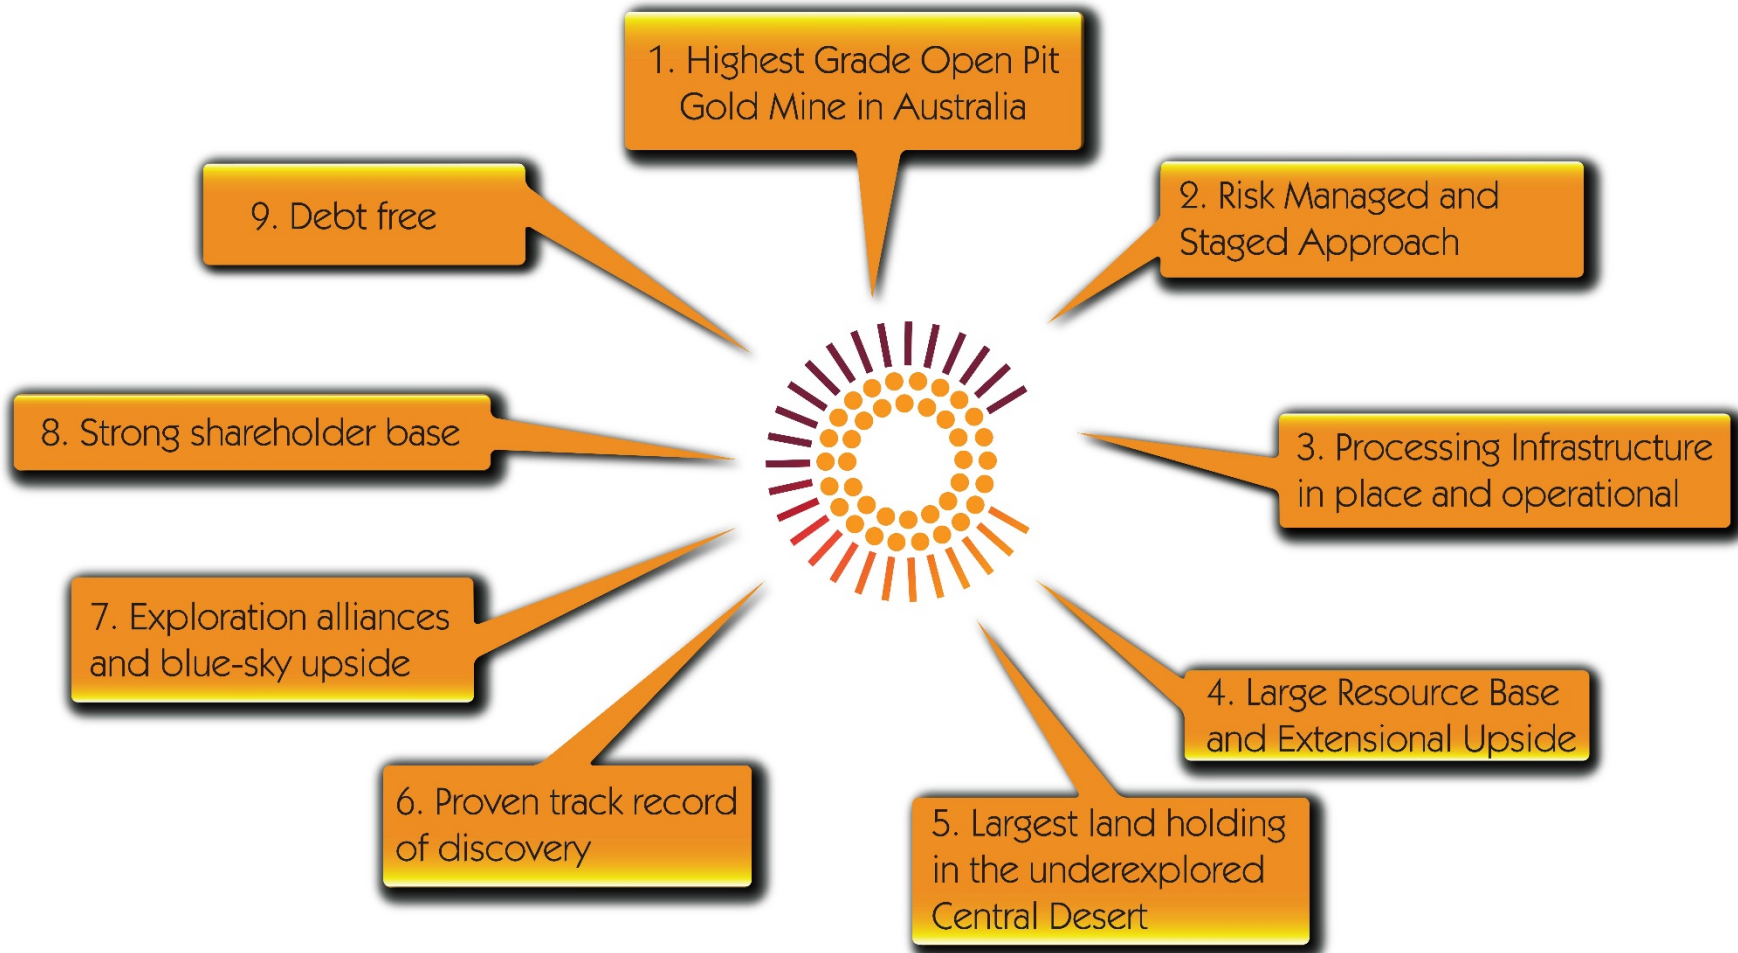 1. Highest Grade Open Pit
Gold Mine in Australia
2. Risk Managed and
Staged Approach
3. Processing Infrastructure
in place and operational
4. Large Resource Base
and Extensional Upside
5. Largest land holding
in the underexplored
Central Desert
6. Proven track record
of discovery
7. Exploration alliances
and blue-sky upside
8. Strong shareholder base
9. Debt free